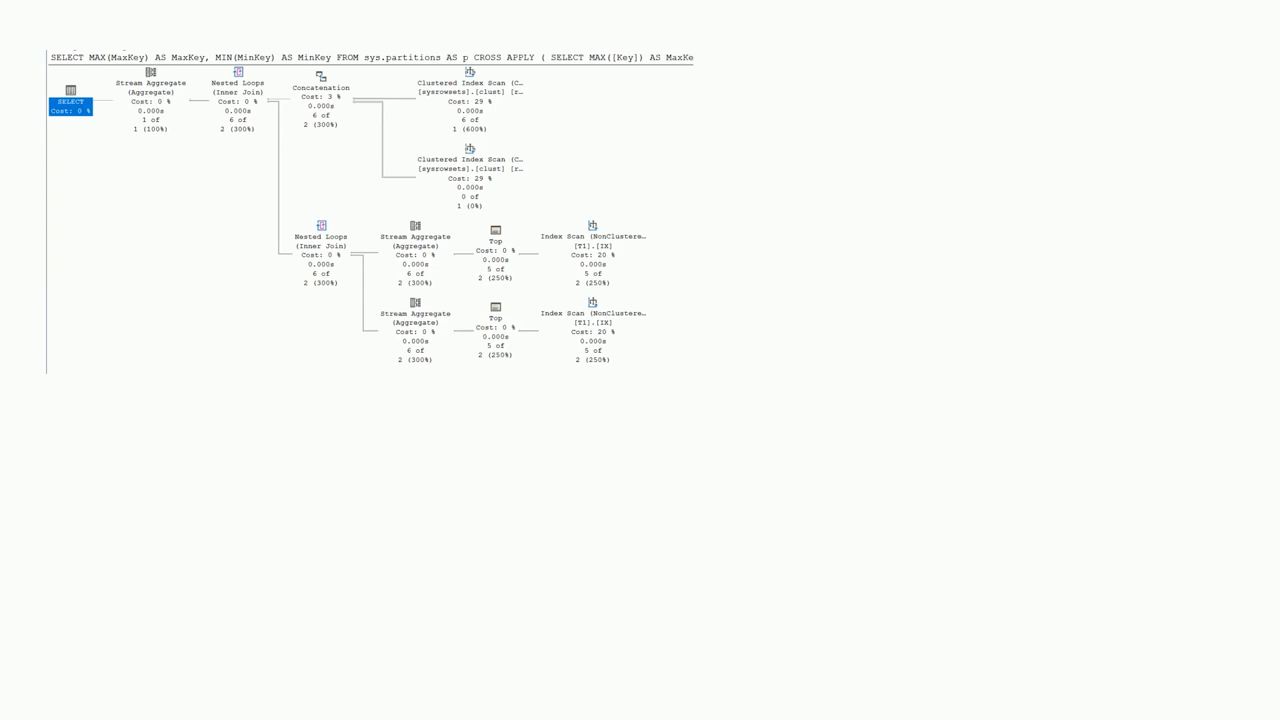 SELECT MAX(MaxKey) AS MaxKey, MIN(MinKey) AS MinKey FROM sys.partitions AS p CROSS APPLY ( SELECT MAX([Key]) AS MaxKe
SELECT
Cost: 0 %
Stream Aggregate
(Aggregate)
Cost: 0 %
0.000s
1 of
1 (100%)
Nested Loops
(Inner Join)
Cost: 0 %
0.000s
6 of
2 (300%)
Concatenation
Cost: 3 %
0.000s
6 of
2 (300%)
Clustered Index Scan (C…
[sysrowsets].[clust] [r…
Cost: 29 %
0.000s
6 of
1 (600%)
Clustered Index Scan (C…
[sysrowsets].[clust] [r…
Cost: 29 %
0.000s
0 of
1 (0%)
Nested Loops
(Inner Join)
Cost: 0 %
0.000s
6 of
2 (300%)
Stream Aggregate
(Aggregate)
Cost: 0 %
0.000s
6 of
2 (300%)
Top
Cost: 0 %
0.000s
5 of
2 (250%)
Index Scan (NonClustere…
[T1].[IX]
Cost: 20 %
0.000s
5 of
2 (250%)
Stream Aggregate
(Aggregate)
Cost: 0 %
0.000s
6 of
2 (300%)
Top
Cost: 0 %
0.000s
5 of
2 (250%)
Index Scan (NonClustere…
[T1].[IX]
Cost: 20 %
0.000s
5 of
2 (250%)